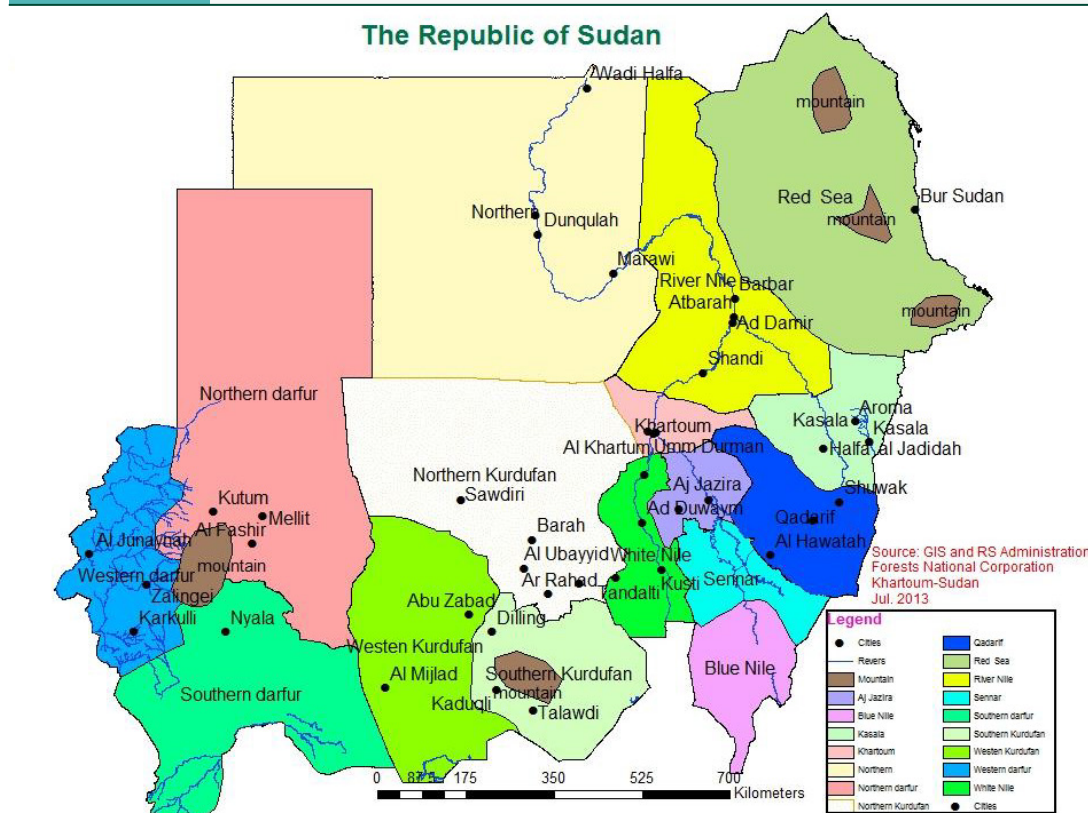 The Republic of Sudan
Wadi Halfa
mountain
Northern
Dunqulah
Red Sea
mountain
Bur Sudan
Marawi
River Nile
Barbar
Atbarah
Ad Damir
mountain
Shandi
Northern darfur
Kasala
Aroma
Kasala
Halfa al Jadidah
Khartoum
Al Khartum
Umm Durman
Northern Kurdufan
Sawdiri
Aj Jazira
Shuwak
Kutum
Mellit
Ad Duwaym
Qadarif
Al Fashir
Barah
Al Junaynah
mountain
Al Ubayyid
White Nile
Al Hawatah
Western darfur
Zalingei
Ar Rahad
Kusti
Sennar
Abu Zabad
Dilling
Karkulli
Nyala
Westen Kurdufan
Southern Kurdufan
Blue Nile
Al Mijlad
mountain
Southern darfur
Kaduqli
Talawdi
Source: GIS and RS Administration
Forests National Corporation
Khartoum-Sudan
Jul. 2013
Legend
Cities
Revers
Mountain
Aj Jazira
Blue Nile
Kasala
Khartoum
Northern
Northern darfur
Northern Kurdufan
Qadarif
Red Sea
River Nile
Sennar
Southern darfur
Southern Kurdufan
Westen Kurdufan
Western darfur
White Nile
Cities
0 87.5 175 350 525 700
Kilometers